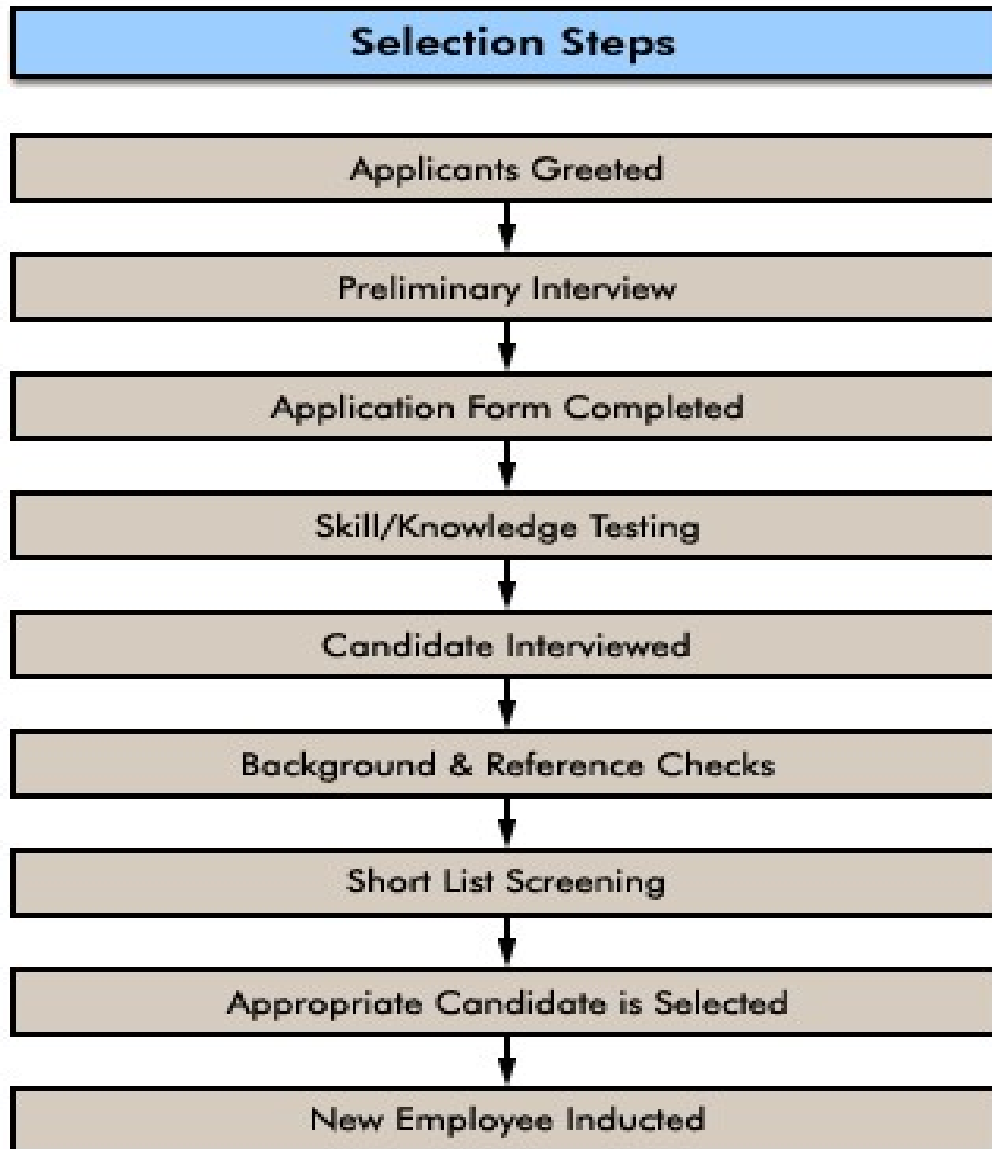 Selection Steps
Applicants Greeted
Preliminary Interview
Application Form Completed
Skill/Knowledge Testing
Candidate Interviewed
Background & Reference Checks
Short List Screening
Appropriate Candidate is Selected
New Employee Inducted